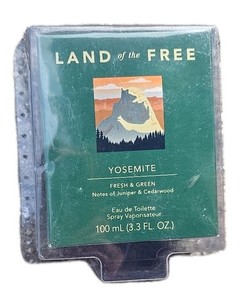 LAND of the FREE
YOSEMITE
FRESH & GREEN
Notes of Juniper & Cedarwood
Eau de Toilette
Spray Vaporisateur
100 mL (3.3 FL. OZ.)